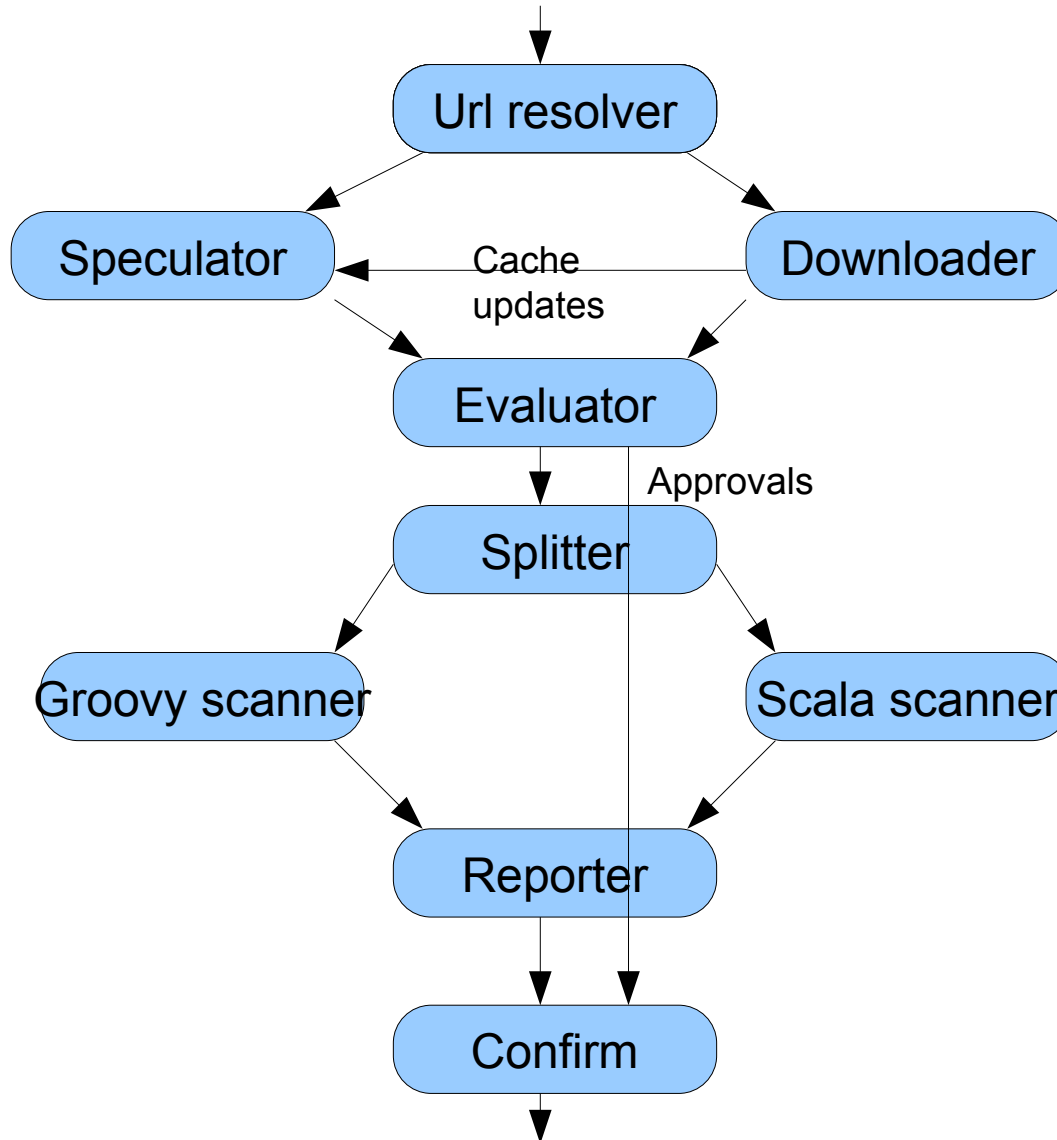 Url resolver
Speculator
Cache
updates
Downloader
Evaluator
Approvals
Splitter
Groovy scanner
Scala scanner
Reporter
Confirm